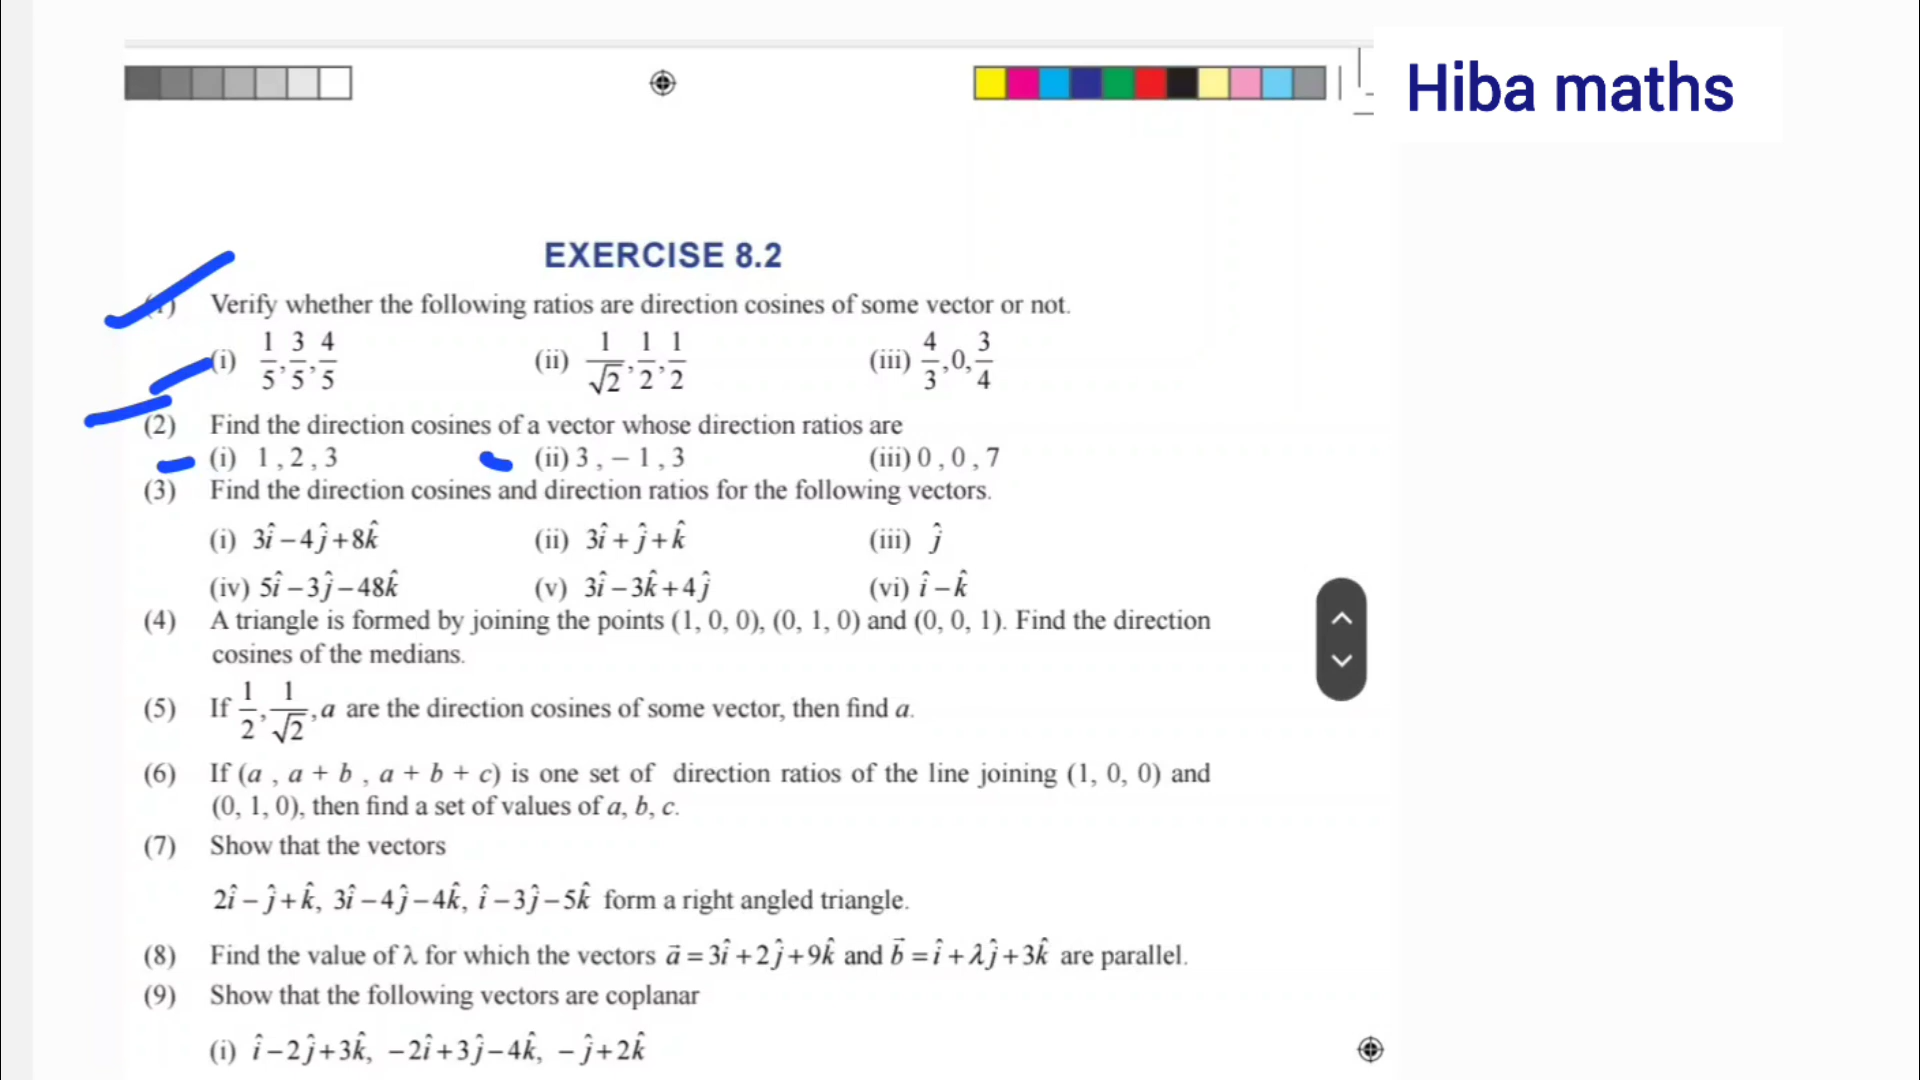 Hiba maths
EXERCISE 8.2
Verify whether the following ratios are direction cosines of some vector or not.
(i) 1/5, 3/5, 4/5 (ii) 1/√2, 1/2, 1/2 (iii) 4/3, 0, 3/4
(2) Find the direction cosines of a vector whose direction ratios are
(i) 1 , 2 , 3 (ii) 3 , – 1 , 3 (iii) 0 , 0 , 7
(3) Find the direction cosines and direction ratios for the following vectors.
(i) 3î – 4ĵ + 8k̂ (ii) 3î + ĵ + k̂ (iii) ĵ
(iv) 5î – 3ĵ – 48k̂ (v) 3î – 3k̂ + 4ĵ (vi) î – k̂
(4) A triangle is formed by joining the points (1, 0, 0), (0, 1, 0) and (0, 0, 1). Find the direction
cosines of the medians.
(5) If 1/2, 1/√2, a are the direction cosines of some vector, then find a.
(6) If (a , a + b , a + b + c) is one set of direction ratios of the line joining (1, 0, 0) and
(0, 1, 0), then find a set of values of a, b, c.
(7) Show that the vectors
2î – ĵ + k̂, 3î – 4ĵ – 4k̂, î – 3ĵ – 5k̂ form a right angled triangle.
(8) Find the value of λ for which the vectors a⃗ = 3î + 2ĵ + 9k̂ and b⃗ = î + λĵ + 3k̂ are parallel.
(9) Show that the following vectors are coplanar
(i) î – 2ĵ + 3k̂, – 2î + 3ĵ – 4k̂, – ĵ + 2k̂